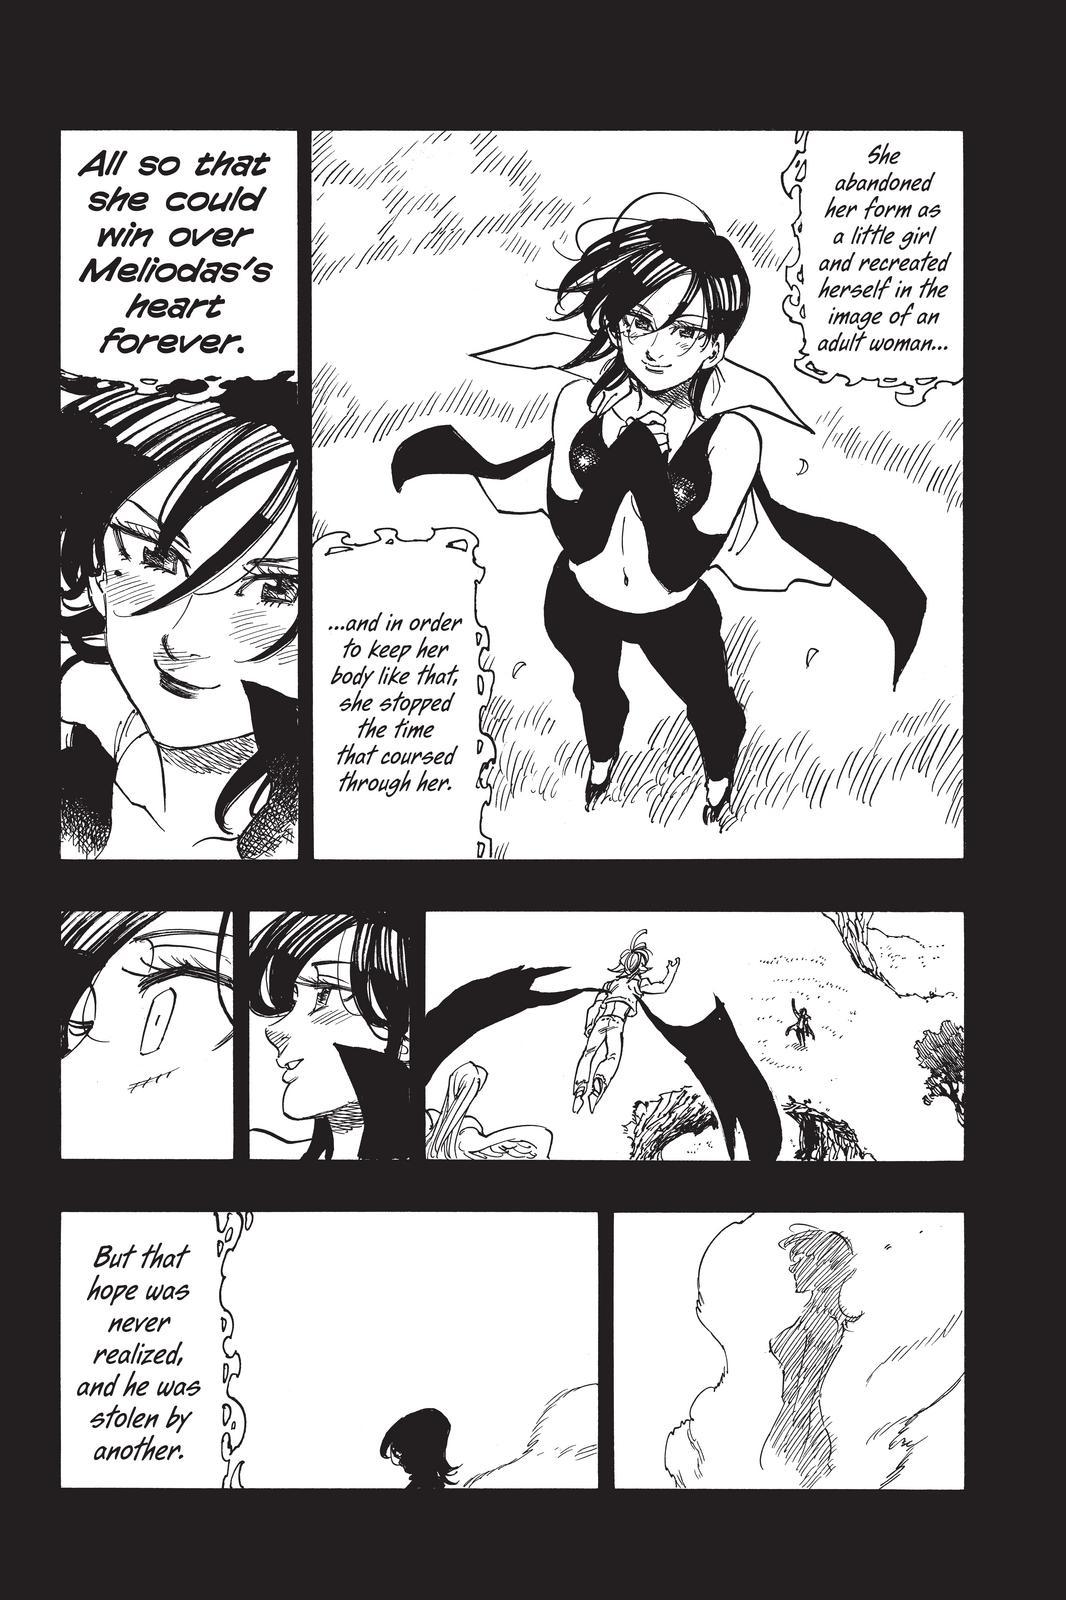 She
abandoned
her form as
a little girl
and recreated
herself in the
image of an
adult woman...
...and in order
to keep her
body like that,
she stopped
the time
that coursed
through her.
All so that
she could
win over
Meliodas's
heart
forever.
But that
hope was
never
realized,
and he was
stolen by
another.